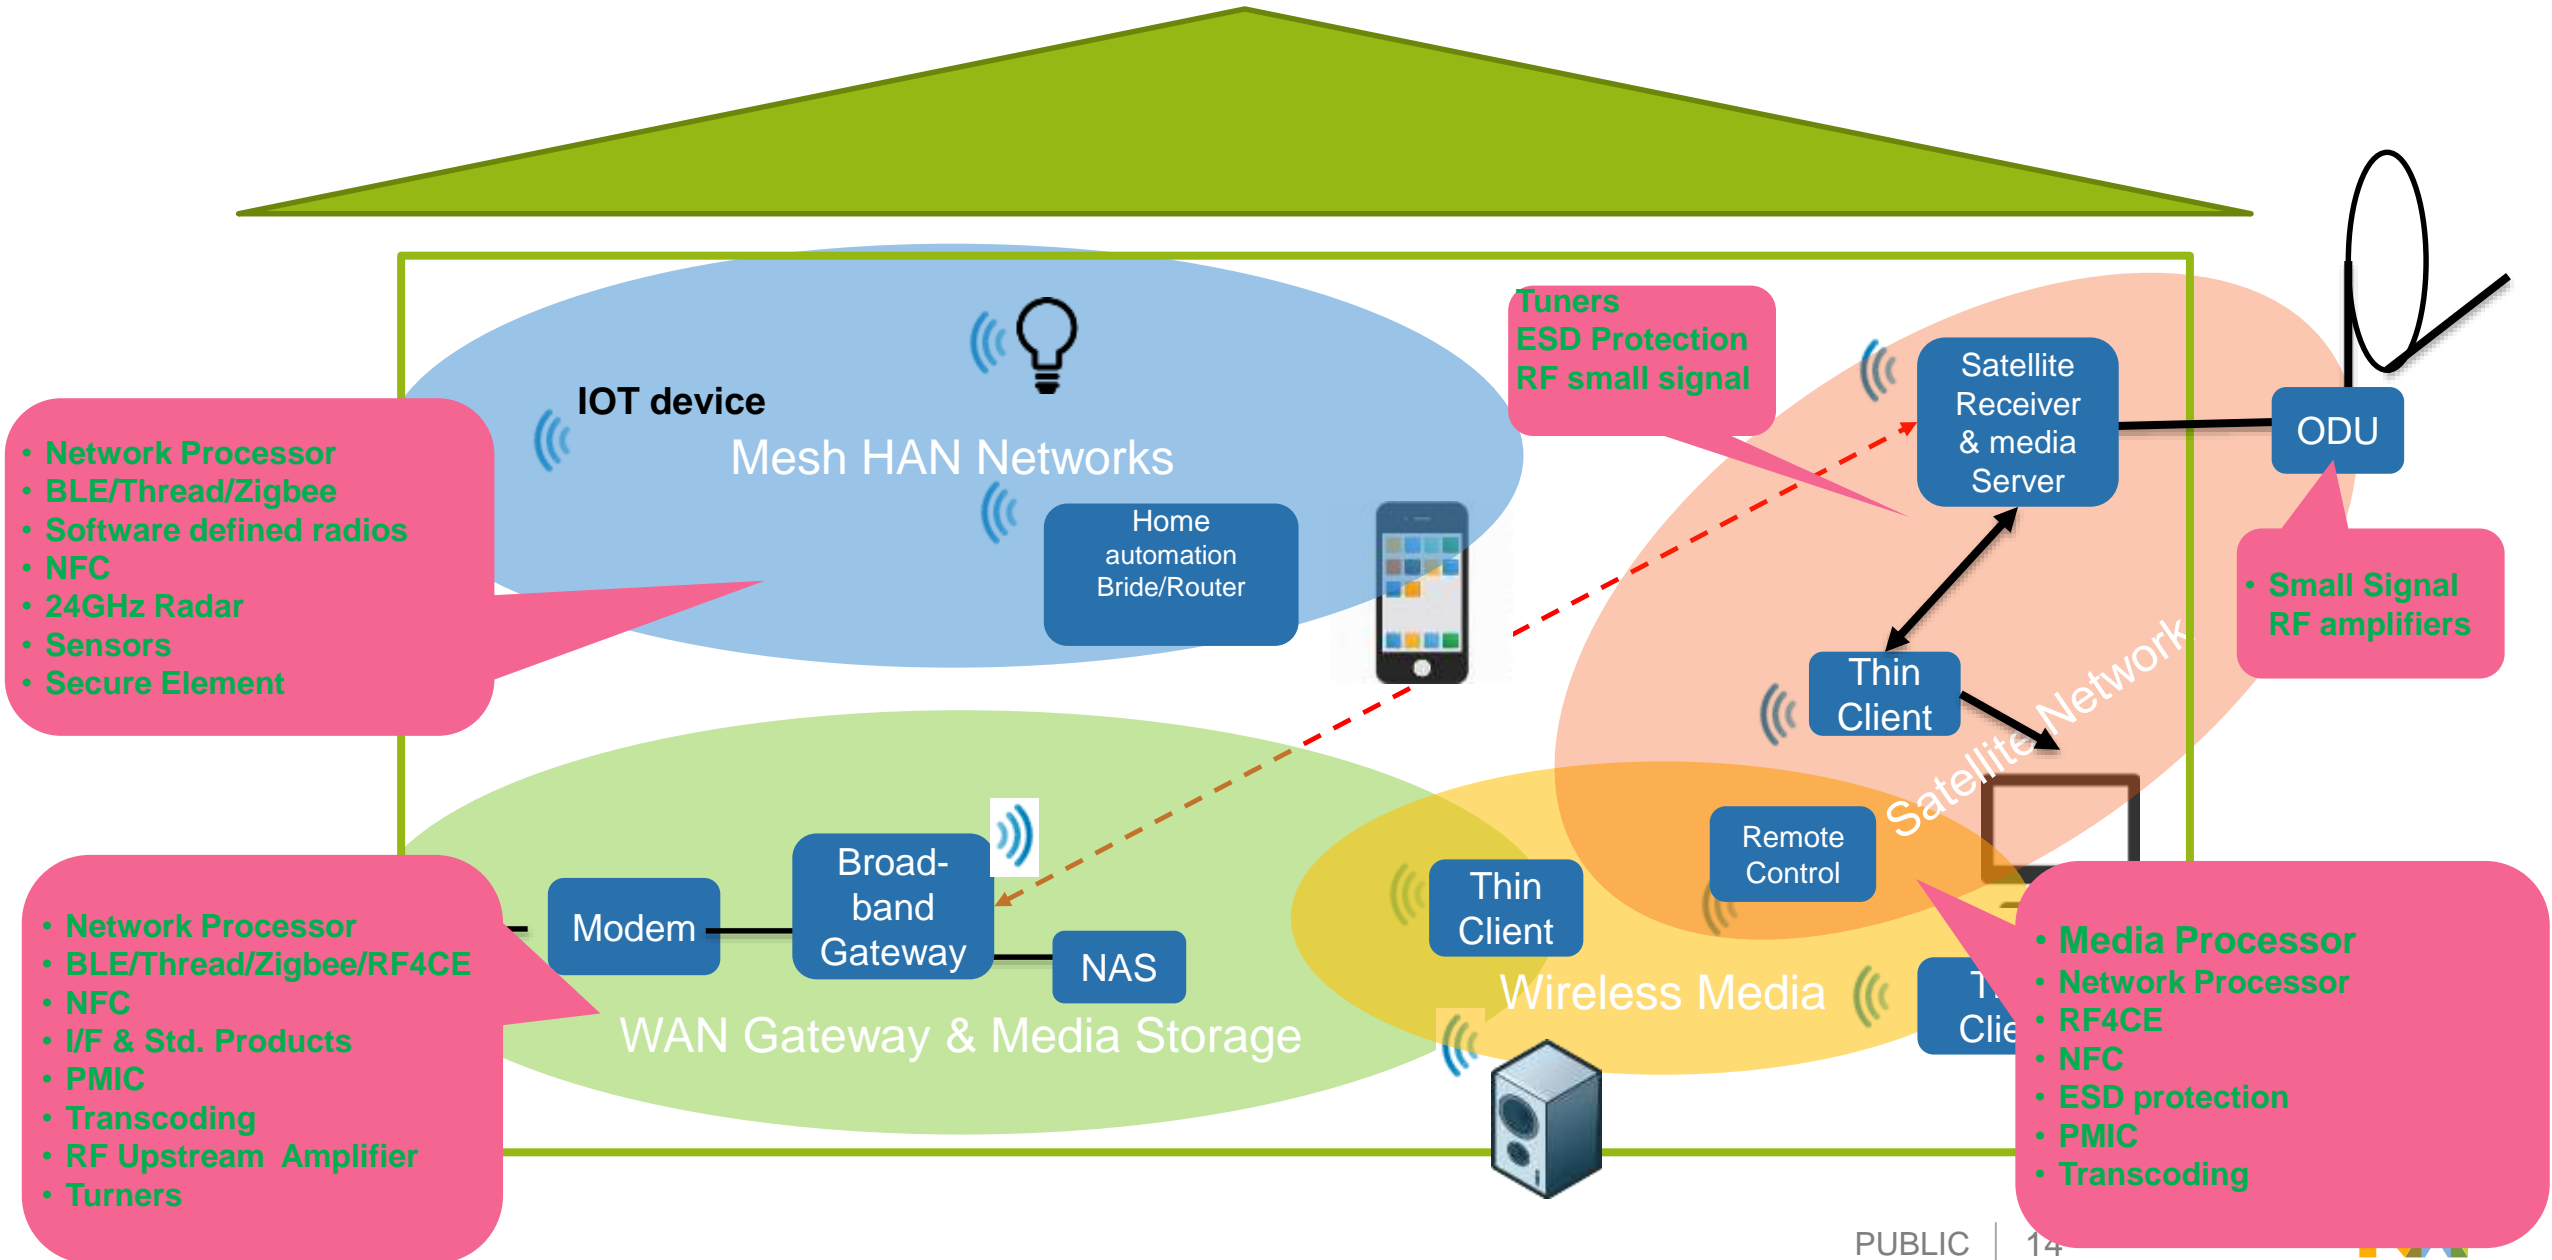 IOT device
Mesh HAN Networks
Home
automation
Bride/Router
• Network Processor
• BLE/Thread/Zigbee
• Software defined radios
• NFC
• 24GHz Radar
• Sensors
• Secure Element
Tuners
ESD Protection
RF small signal
Satellite
Receiver
& media
Server
ODU
• Small Signal
RF amplifiers
Thin
Client
Satellite Network
Remote
Control
Thin
Client
Wireless Media
Broad-
band
Gateway
Modem
NAS
WAN Gateway & Media Storage
• Network Processor
• BLE/Thread/Zigbee/RF4CE
• NFC
• I/F & Std. Products
• PMIC
• Transcoding
• RF Upstream Amplifier
• Turners
• Media Processor
• Network Processor
• RF4CE
• NFC
• ESD protection
• PMIC
• Transcoding
PUBLIC
14